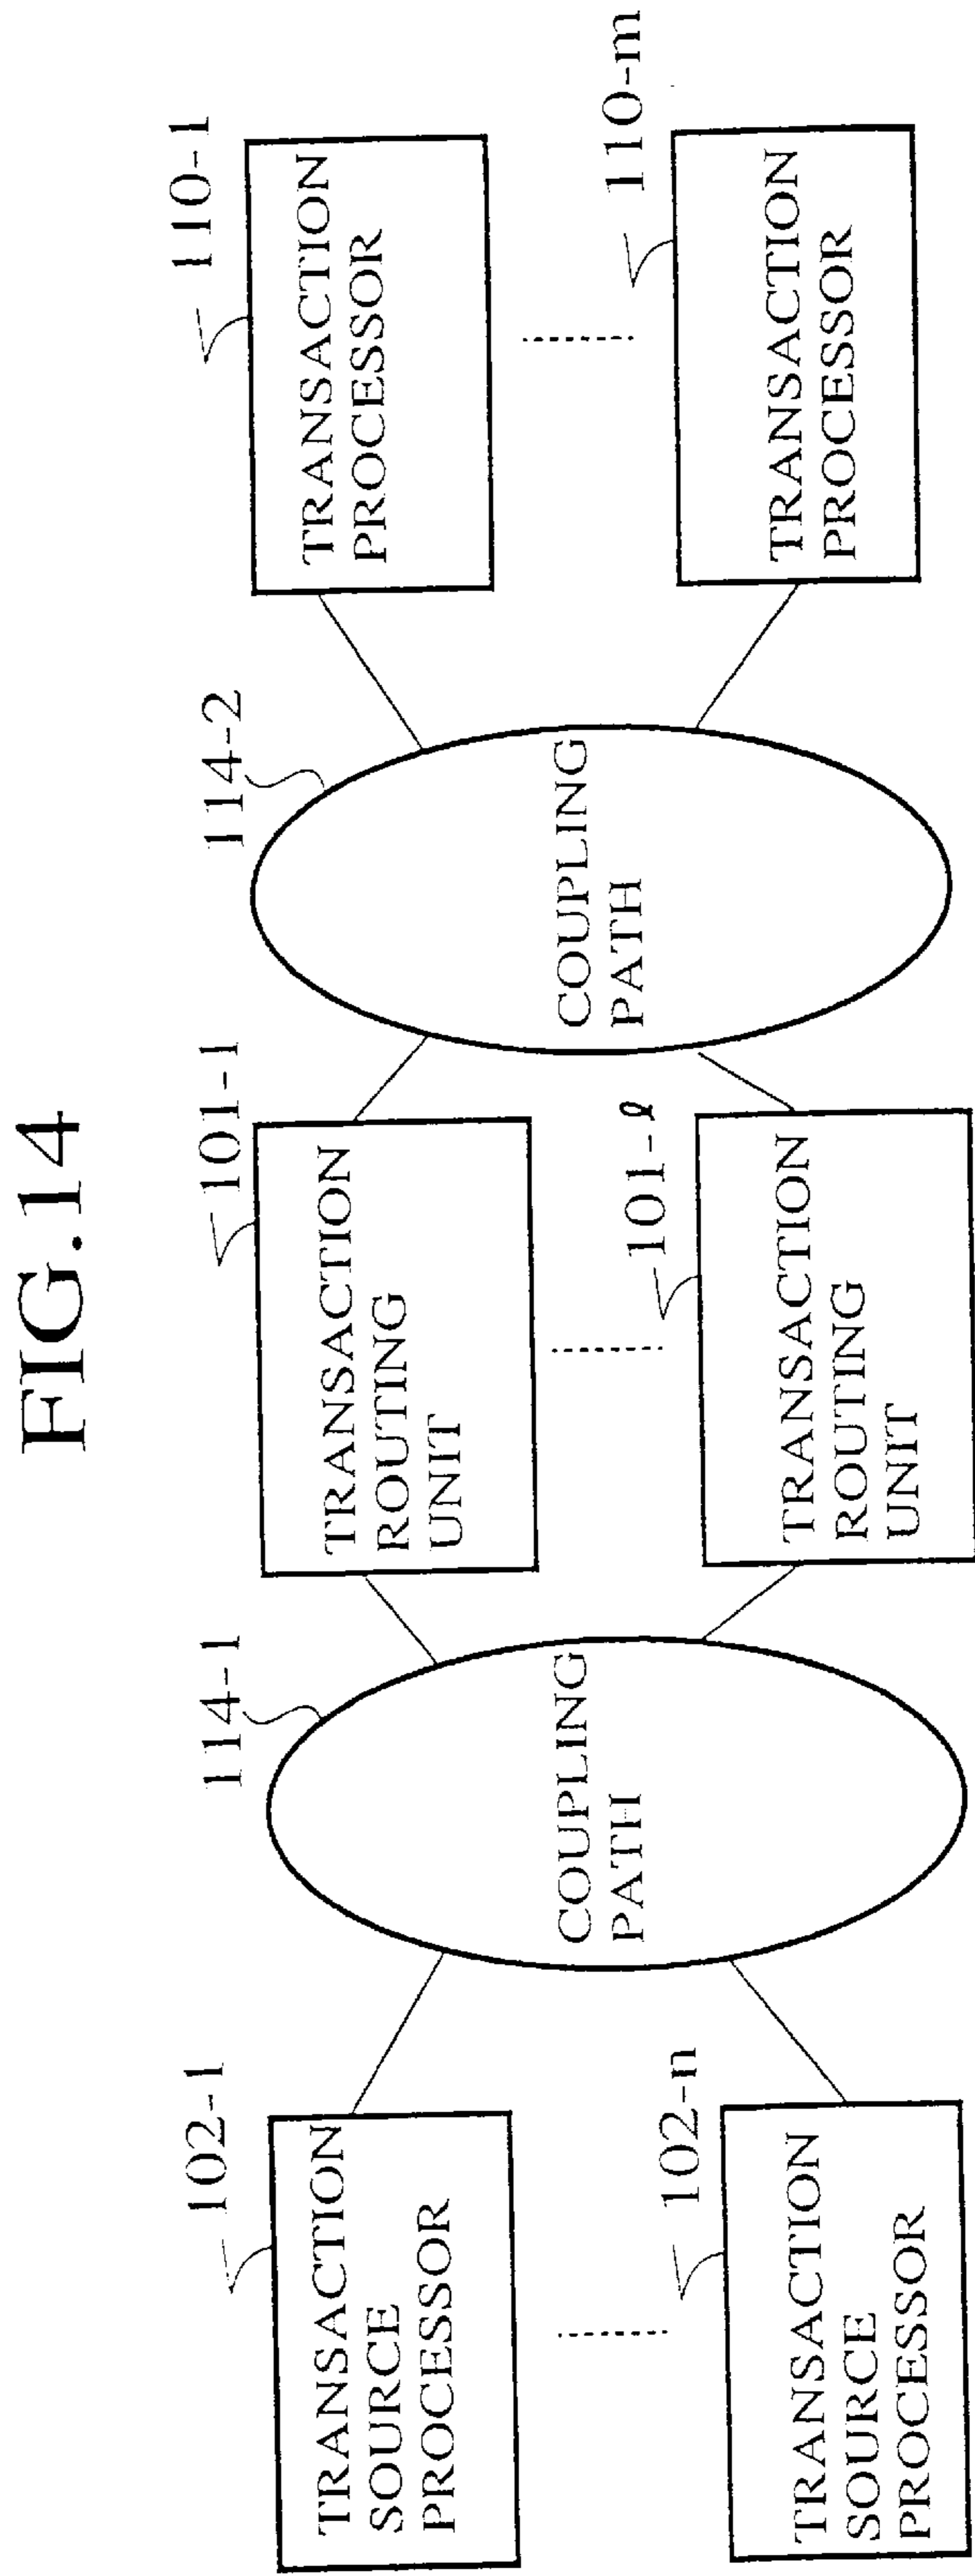 FIG.14
102-1
TRANSACTION
SOURCE
PROCESSOR
102-n
TRANSACTION
SOURCE
PROCESSOR
114-1
COUPLING
PATH
101-1
TRANSACTION
ROUTING
UNIT
101-ℓ
TRANSACTION
ROUTING
UNIT
114-2
COUPLING
PATH
110-1
TRANSACTION
PROCESSOR
110-m
TRANSACTION
PROCESSOR